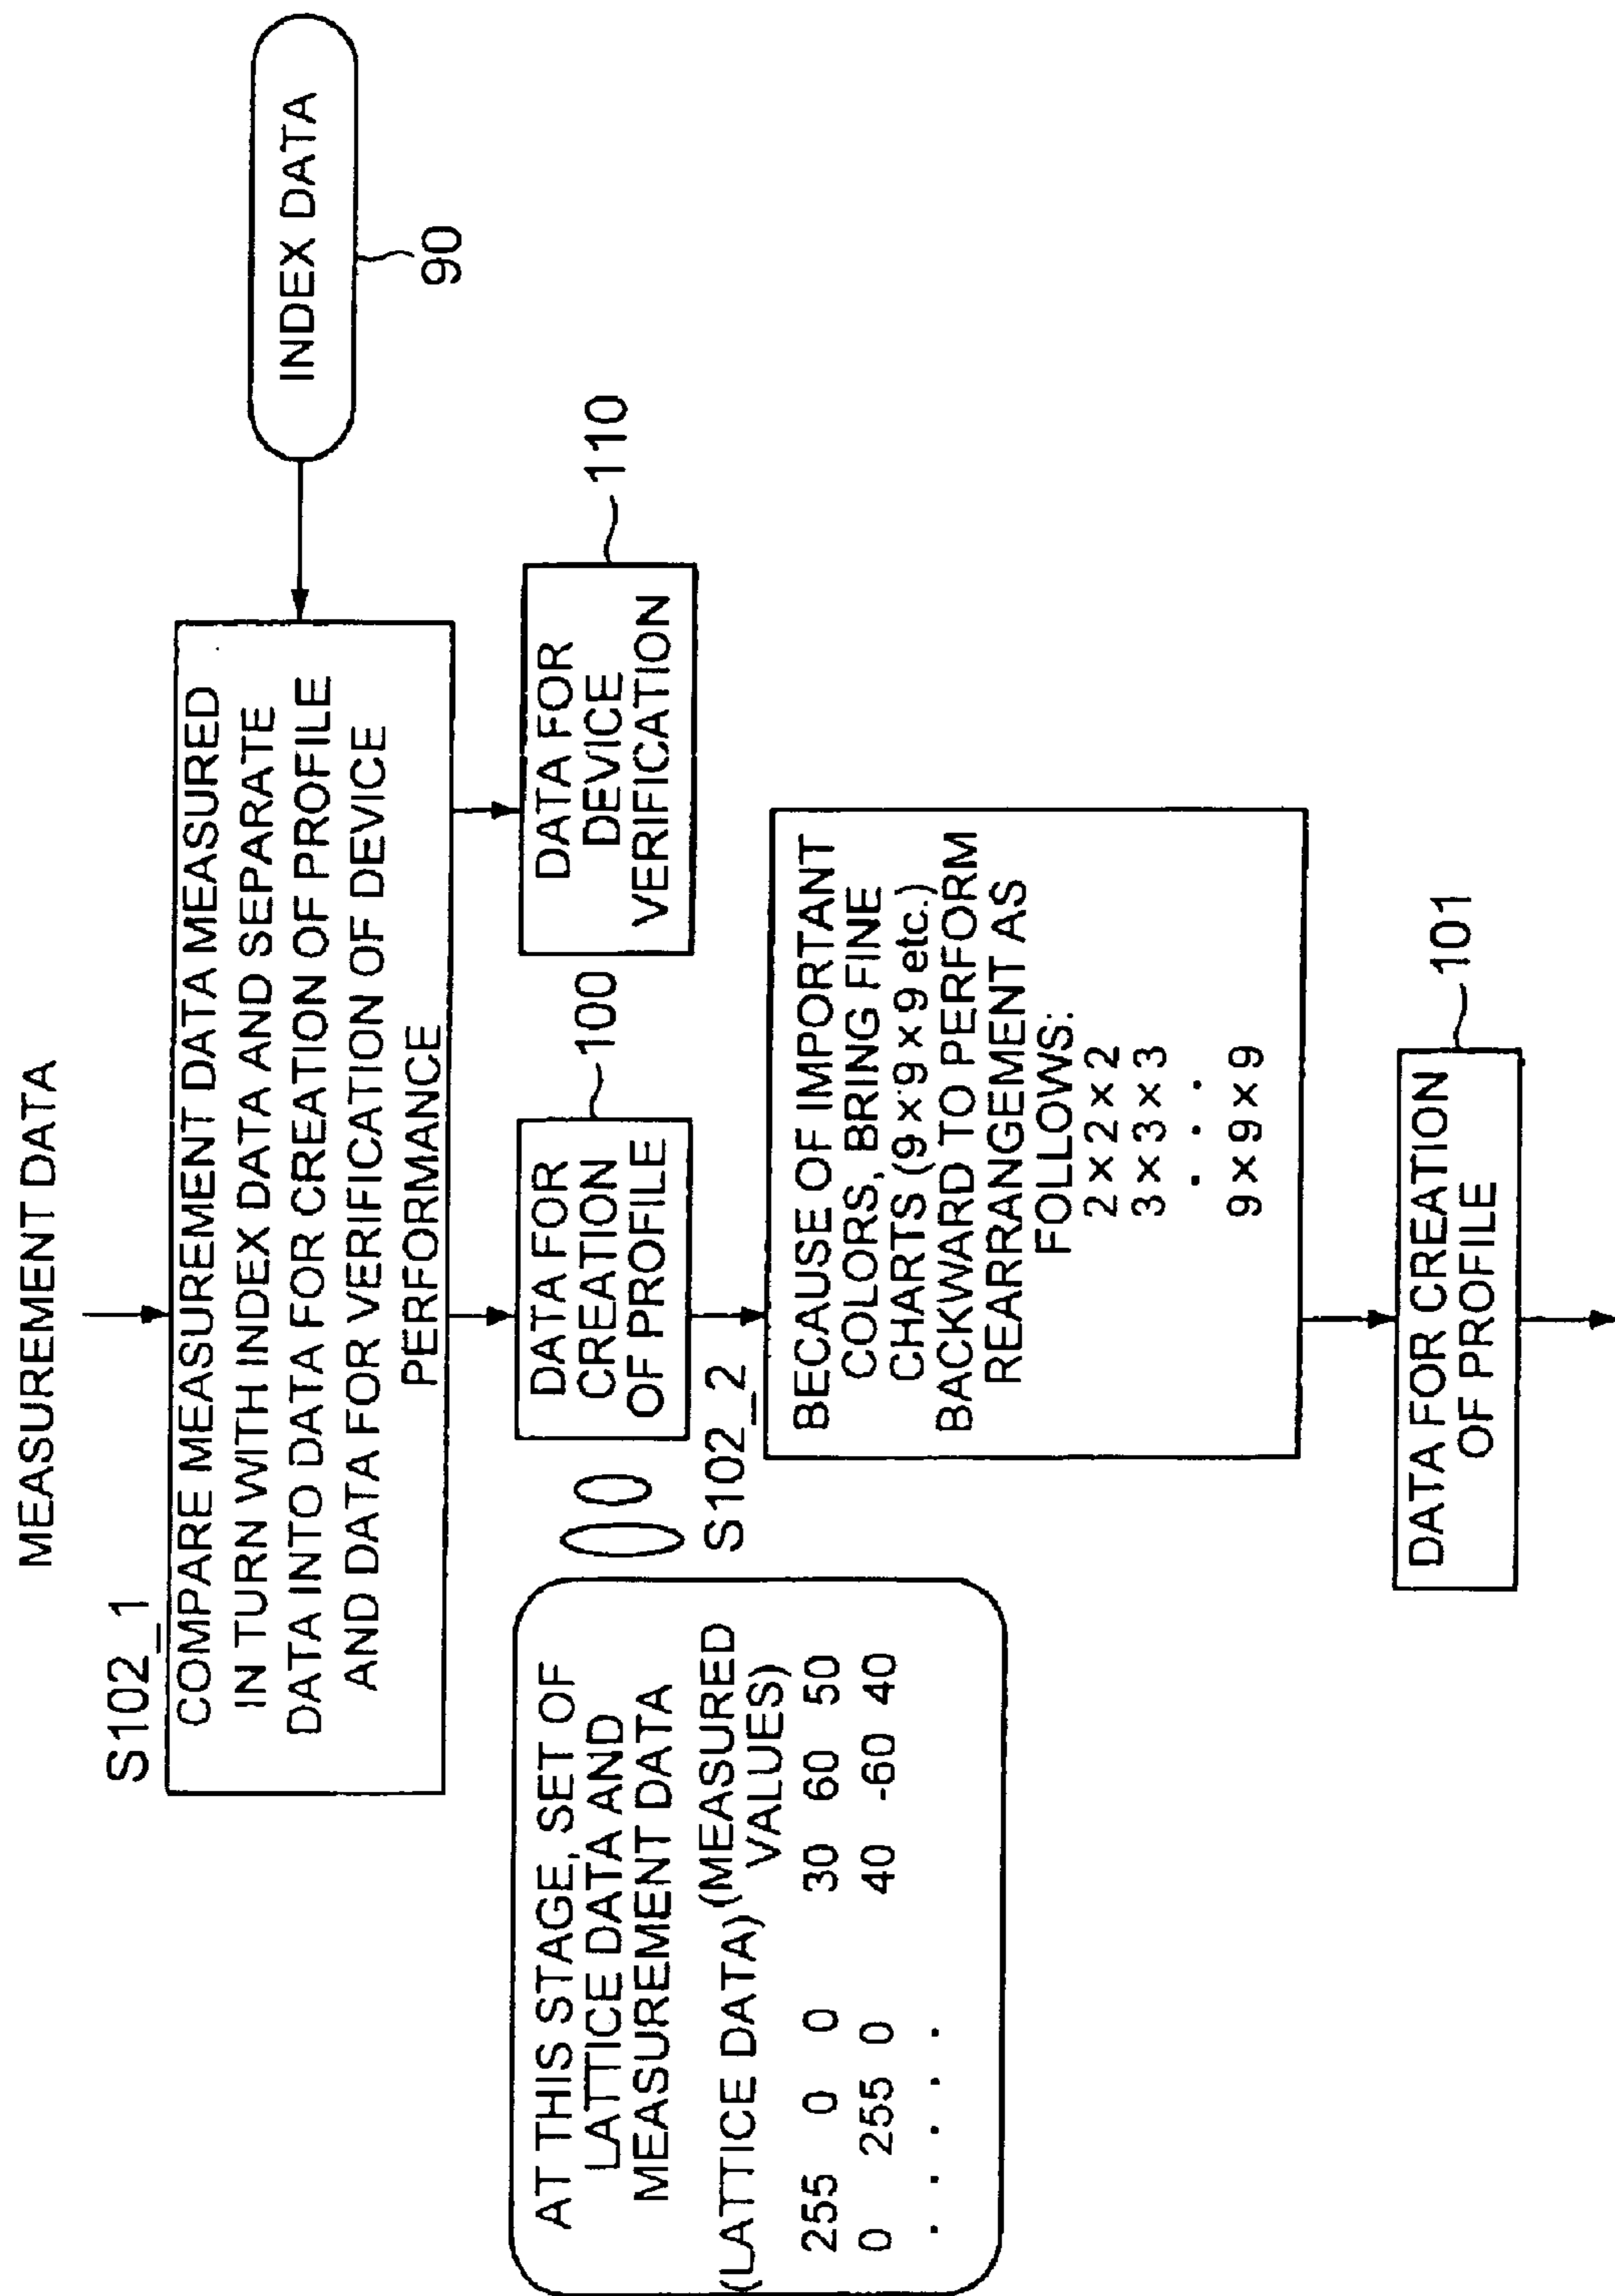 MEASUREMENT DATA
S102_1
COMPARE MEASUREMENT DATA MEASURED
IN TURN WITH INDEX DATA AND SEPARATE
DATA INTO DATA FOR CREATION OF PROFILE
AND DATA FOR VERIFICATION OF DEVICE
PERFORMANCE
INDEX DATA
90
DATA FOR
CREATION
OF PROFILE
100
DATA FOR
DEVICE
VERIFICATION
110
AT THIS STAGE, SET OF
LATTICE DATA AND
MEASUREMENT DATA
(LATTICE DATA) (MEASURED
VALUES)
255 0 0 30 60 50
0 255 0 40 -60 40
. . . . .
S102_2
BECAUSE OF IMPORTANT
COLORS, BRING FINE
CHARTS (9×9×9 etc.)
BACKWARD TO PERFORM
REARRANGEMENT AS
FOLLOWS:
2×2×2
3×3×3
. . .
9×9×9
DATA FOR CREATION
OF PROFILE
101